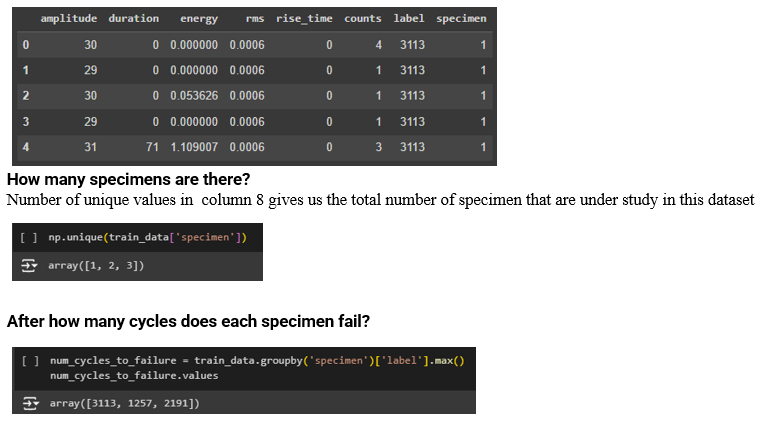 amplitude duration energy rms rise_time counts label specimen
0 30 0 0.000000 0.0006 0 4 3113 1
1 29 0 0.000000 0.0006 0 1 3113 1
2 30 0 0.053626 0.0006 0 1 3113 1
3 29 0 0.000000 0.0006 0 1 3113 1
4 31 71 1.109007 0.0006 0 3 3113 1
How many specimens are there?
Number of unique values in column 8 gives us the total number of specimen that are under study in this dataset
[ ] np.unique(train_data['specimen'])
array([1, 2, 3])
After how many cycles does each specimen fail?
[ ] num_cycles_to_failure = train_data.groupby('specimen')['label'].max()
num_cycles_to_failure.values
array([3113, 1257, 2191])